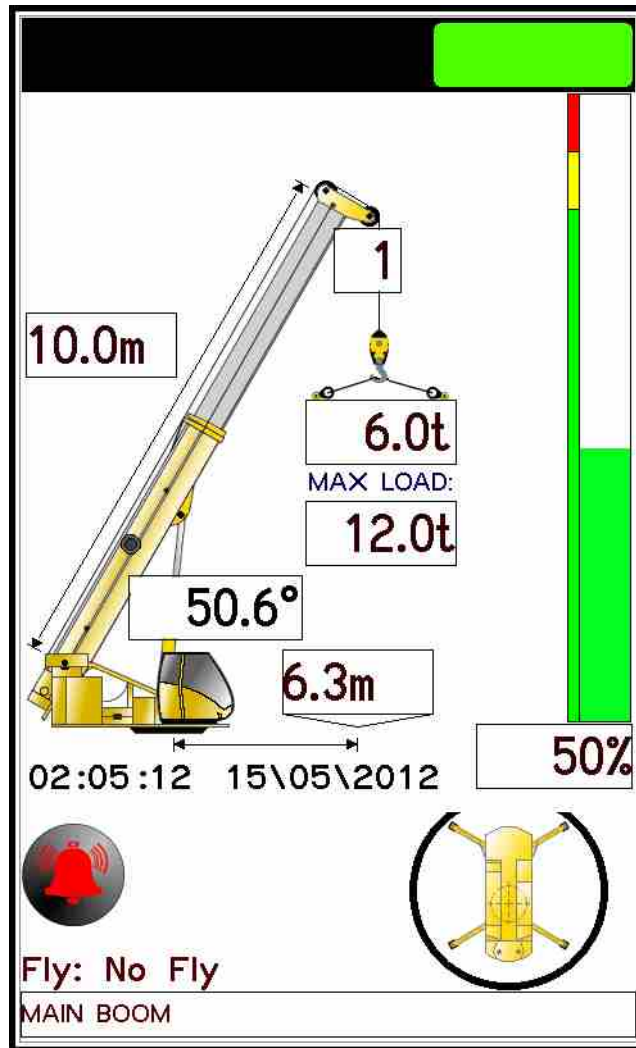 1
10.0m
6.0t
MAX LOAD:
12.0t
50.6°
6.3m
50%
02:05:12 15\05\2012
Fly: No Fly
MAIN BOOM